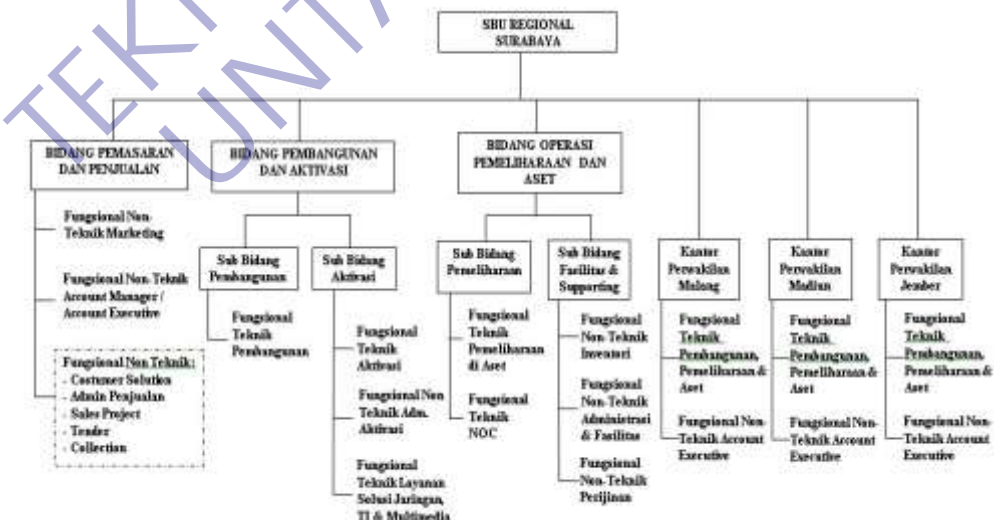 SBU REGIONAL
SURABAYA
BIDANG PEMASARAN
DAN PENJUALAN
Fungsional Non-
Teknik Marketing
Fungsional Non- Teknik
Account Manager /
Account Executive
Fungsional Non Teknik:
- Costumer Solution
- Admin Penjualan
- Sales Project
- Tender
- Collection
BIDANG PEMBANGUNAN
DAN AKTIVASI
Sub Bidang
Pembangunan
Fungsional
Teknik
Pembangunan
Sub Bidang
Aktivasi
Fungsional
Teknik
Aktivasi
Fungsional Non
Teknik Adm.
Aktivasi
Fungsional
Teknik Layanan
Solusi Jaringan,
TI & Multimedia
BIDANG OPERASI
PEMELIHARAAN DAN
ASET
Sub Bidang
Pemeliharaan
Fungsional
Teknik
Pemeliharaan
di Aset
Fungsional
Teknik
NOC
Sub Bidang
Facilitas &
Supporting
Fungsional
Non- Teknik
Inventori
Fungsional
Non-Teknik
Administrasi
& Fasilitas
Fungsional
Non-Teknik
Perijinan
Kantor
Perwakilan
Malang
Fungsional
Teknik
Pembangunan,
Pemeliharaan &
Aset
Fungsional Non-
Teknik Account
Executive
Kantor
Perwakilan
Madiun
Fungsional
Teknik
Pembangunan,
Pemeliharaan &
Aset
Fungsional Non-
Teknik Account
Executive
Kantor
Perwakilan
Jember
Fungsional
Teknik
Pembangunan,
Pemeliharaan &
Aset
Fungsional Non-
Teknik Account
Executive